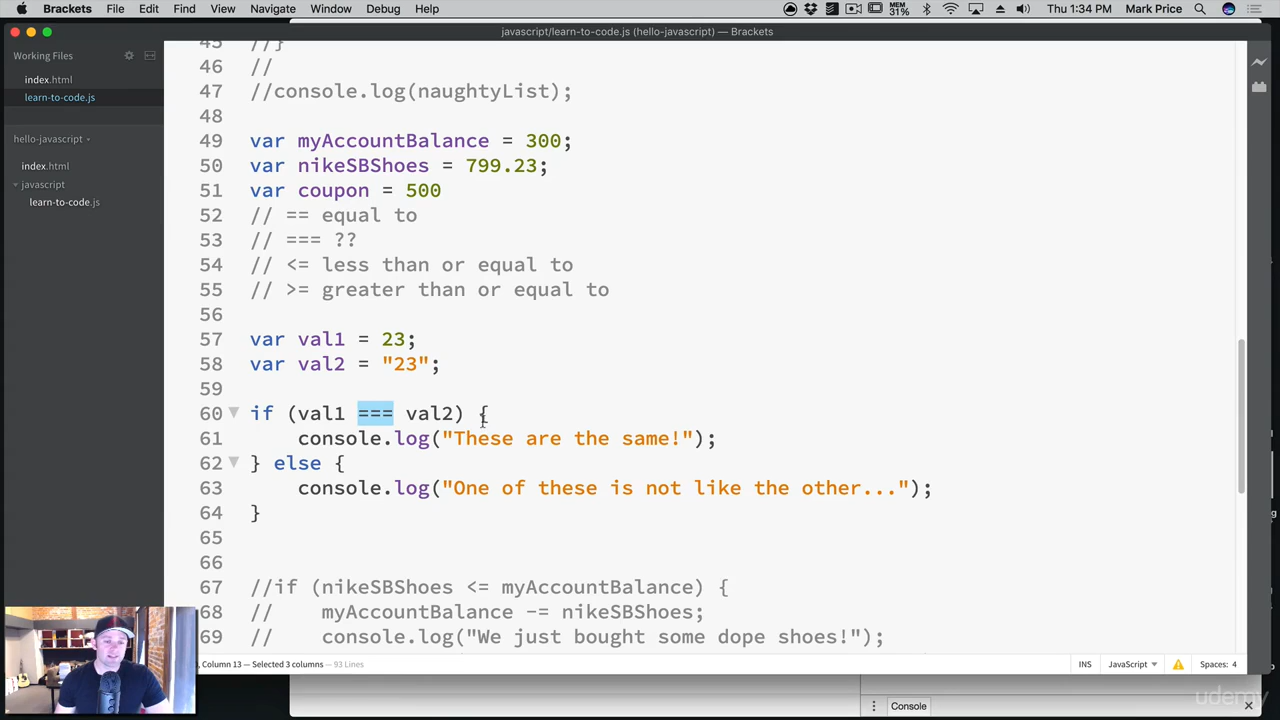 Brackets File Edit Find View Navigate Window Debug Help MEM 31% Thu 1:34 PM Mark Price
javascript/learn-to-code.js (hello-javascript) — Brackets
Working Files
index.html
learn-to-code.js
hello-javascript
index.html
javascript
learn-to-code.js
45 //}
46 //
47 //console.log(naughtyList);
48
49 var myAccountBalance = 300;
50 var nikeSBShoes = 799.23;
51 var coupon = 500
52 // == equal to
53 // === ??
54 // <= less than or equal to
55 // >= greater than or equal to
56
57 var val1 = 23;
58 var val2 = "23";
59
60 if (val1 === val2) {
61 console.log("These are the same!");
62 } else {
63 console.log("One of these is not like the other...");
64 }
65
66
67 //if (nikeSBShoes <= myAccountBalance) {
68 // myAccountBalance -= nikeSBShoes;
69 // console.log("We just bought some dope shoes!");
, Column 13 — Selected 3 columns — 93 Lines
INS JavaScript Spaces: 4
Console
udemy